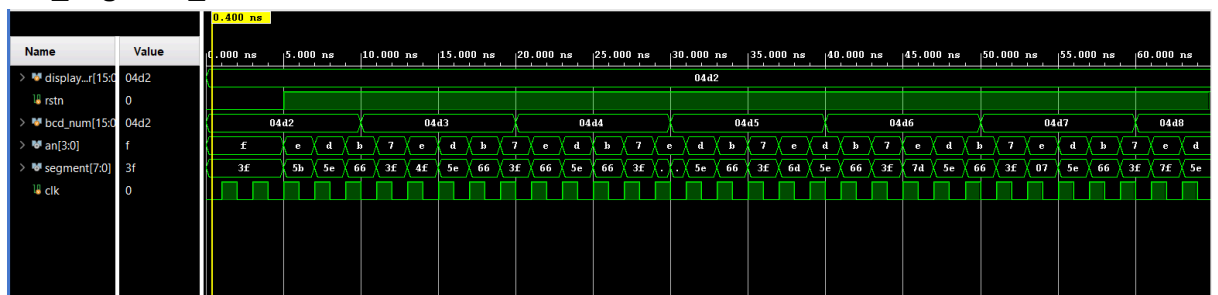 0.400 ns
Name Value
0.000 ns 5.000 ns 10.000 ns 15.000 ns 20.000 ns 25.000 ns 30.000 ns 35.000 ns 40.000 ns 45.000 ns 50.000 ns 55.000 ns 60.000 ns
> display...r[15:0 04d2 04d2
rstn 0
> bcd_num[15:0 04d2 04d2 04d3 04d4 04d5 04d6 04d7 04d8
> an[3:0] f f e d b 7 e d b 7 e d b 7 e d b 7 e d b 7 e d b 7 e d b 7 e d
> segment[7:0] 3f 3f 5b 5e 66 3f 4f 5e 66 3f 66 5e 66 3f . . 5e 66 3f 6d 5e 66 3f 7d 5e 66 3f 07 5e 66 3f 7f 5e
clk 0